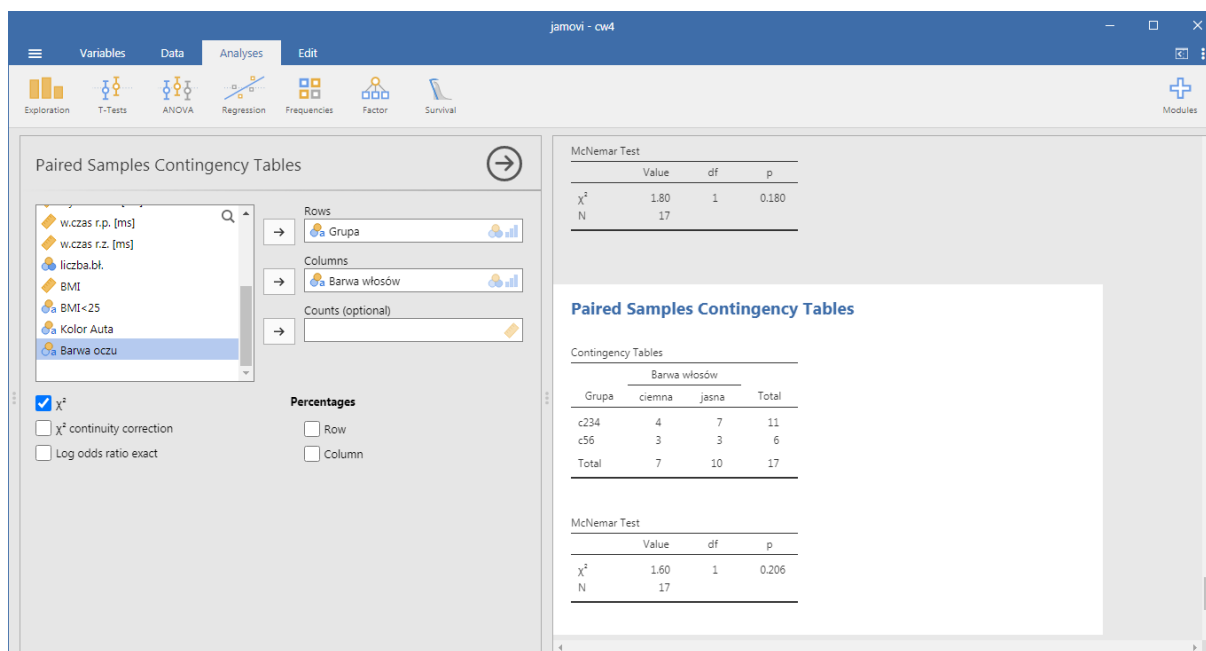 jamovi - cw4
Variables Data Analyses Edit
Exploration T-Tests ANOVA Regression Frequencies Factor Survival Modules
Paired Samples Contingency Tables
w.czas r.p. [ms]
w.czas r.z. [ms]
liczba.bł.
BMI
BMI<25
Kolor Auta
Barwa oczu
Rows
Grupa
Columns
Barwa włosów
Counts (optional)
χ²
χ² continuity correction
Log odds ratio exact
Percentages
Row
Column
McNemar Test
Value df p
χ² 1.80 1 0.180
N 17
Paired Samples Contingency Tables
Contingency Tables
Barwa włosów
Grupa ciemna jasna Total
c234 4 7 11
c56 3 3 6
Total 7 10 17
McNemar Test
Value df p
χ² 1.60 1 0.206
N 17